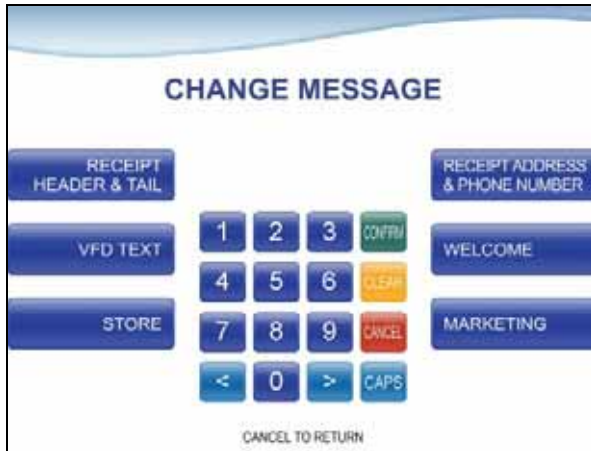 CHANGE MESSAGE
RECEIPT
HEADER & TAIL
RECEIPT ADDRESS
& PHONE NUMBER
VFD TEXT
WELCOME
STORE
MARKETING
1 2 3 CONFIRM
4 5 6 CLEAR
7 8 9 CANCEL
< 0 > CAPS
CANCEL TO RETURN